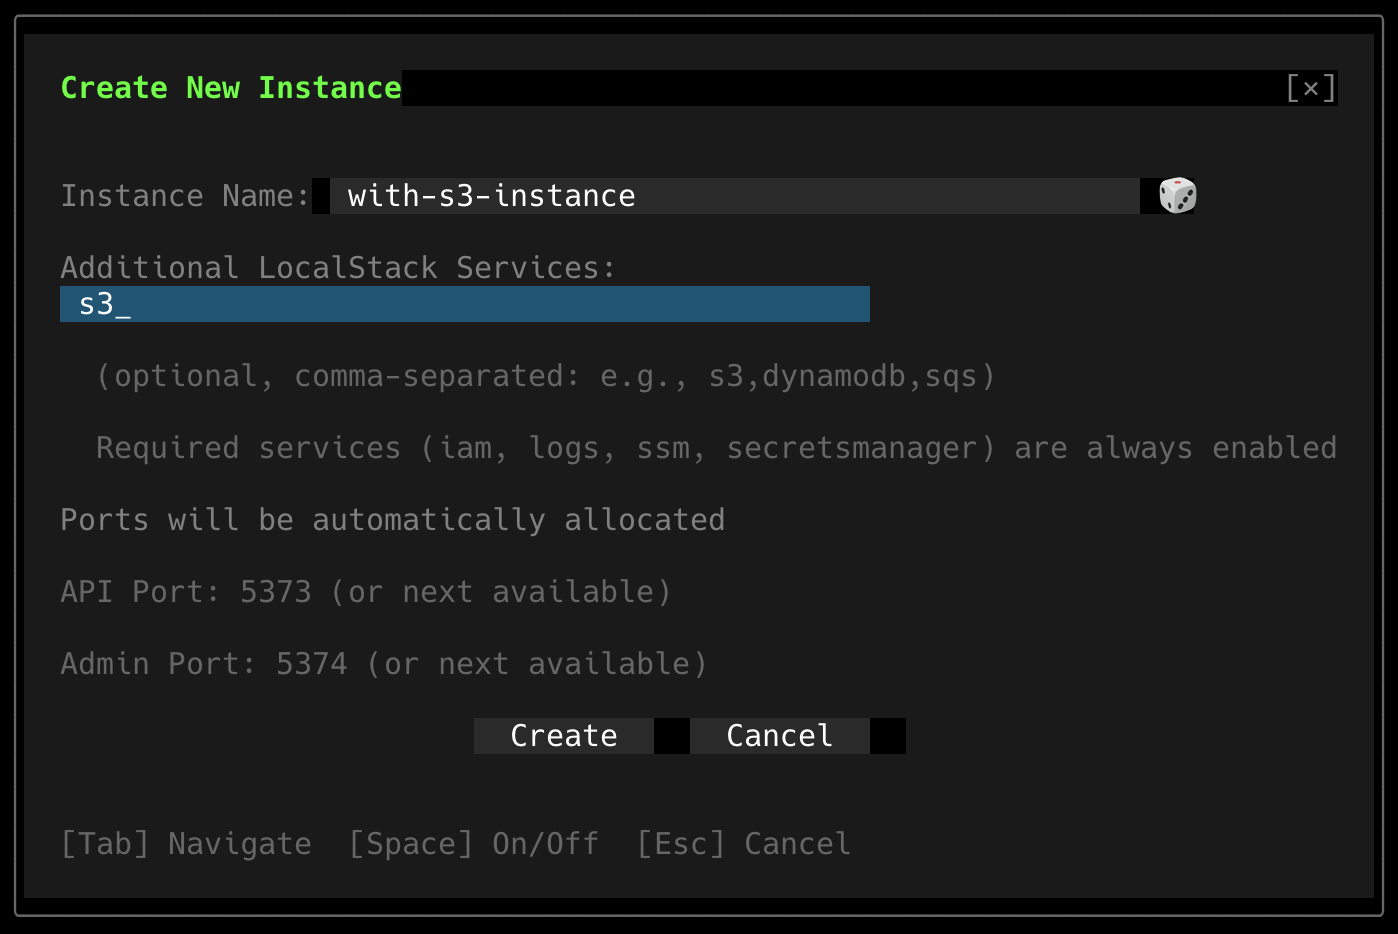 Create New Instance [×]
Instance Name: with-s3-instance
Additional LocalStack Services:
s3_
(optional, comma-separated: e.g., s3,dynamodb,sqs)
Required services (iam, logs, ssm, secretsmanager) are always enabled
Ports will be automatically allocated
API Port: 5373 (or next available)
Admin Port: 5374 (or next available)
Create Cancel
[Tab] Navigate [Space] On/Off [Esc] Cancel